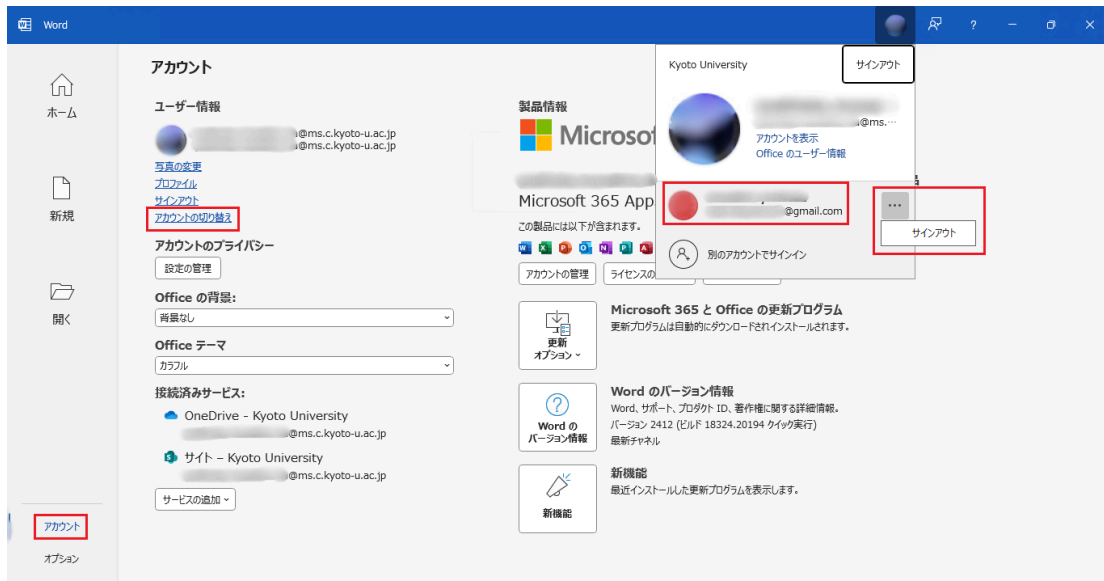 Word
?
ホーム
新規
開く
アカウント
オプション
アカウント
ユーザー情報
@ms.c.kyoto-u.ac.jp
@ms.c.kyoto-u.ac.jp
写真の変更
プロファイル
サインアウト
アカウントの切り替え
アカウントのプライバシー
設定の管理
Office の背景:
背景なし
Office テーマ
カラフル
接続済みサービス:
OneDrive - Kyoto University
@ms.c.kyoto-u.ac.jp
サイト – Kyoto University
@ms.c.kyoto-u.ac.jp
サービスの追加
製品情報
Microsof
Microsoft 365 App
この製品には以下が含まれます。
アカウントの管理
ライセンスの
更新
オプション
Microsoft 365 と Office の更新プログラム
更新プログラムは自動的にダウンロードされインストールされます。
Word の
バージョン情報
Word のバージョン情報
Word、サポート、プロダクト ID、著作権に関する詳細情報。
バージョン 2412 (ビルド 18324.20194 クイック実行)
最新チャネル
新機能
新機能
最近インストールした更新プログラムを表示します。
Kyoto University
サインアウト
@ms.…
アカウントを表示
Office のユーザー情報
@gmail.com
…
サインアウト
別のアカウントでサインイン